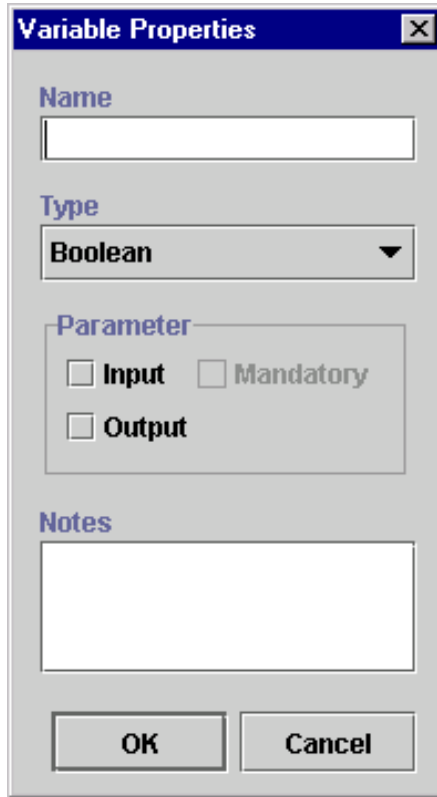 Variable Properties
Name
Type
Boolean
Parameter
Input Mandatory
Output
Notes
OK Cancel